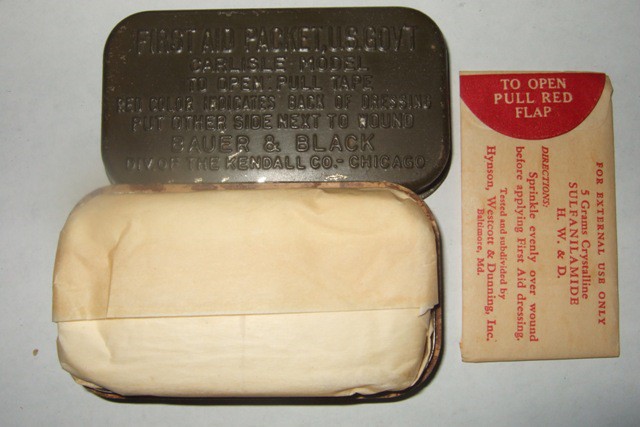 FIRST AID PACKET, U.S. GOV'T
CARLISLE MODEL
TO OPEN PULL TAPE
RED COLOR INDICATES BACK OF DRESSING
PUT OTHER SIDE NEXT TO WOUND
BAUER & BLACK
DIV. OF THE KENDALL CO.-CHICAGO
TO OPEN
PULL RED
FLAP
FOR EXTERNAL USE ONLY
5 Grams Crystalline
SULFANILAMIDE
H. W. & D.
DIRECTIONS:
Sprinkle evenly over wound
before applying First Aid dressing.
Tested and subdivided by
Hynson, Westcott & Dunning, Inc.
Baltimore, Md.